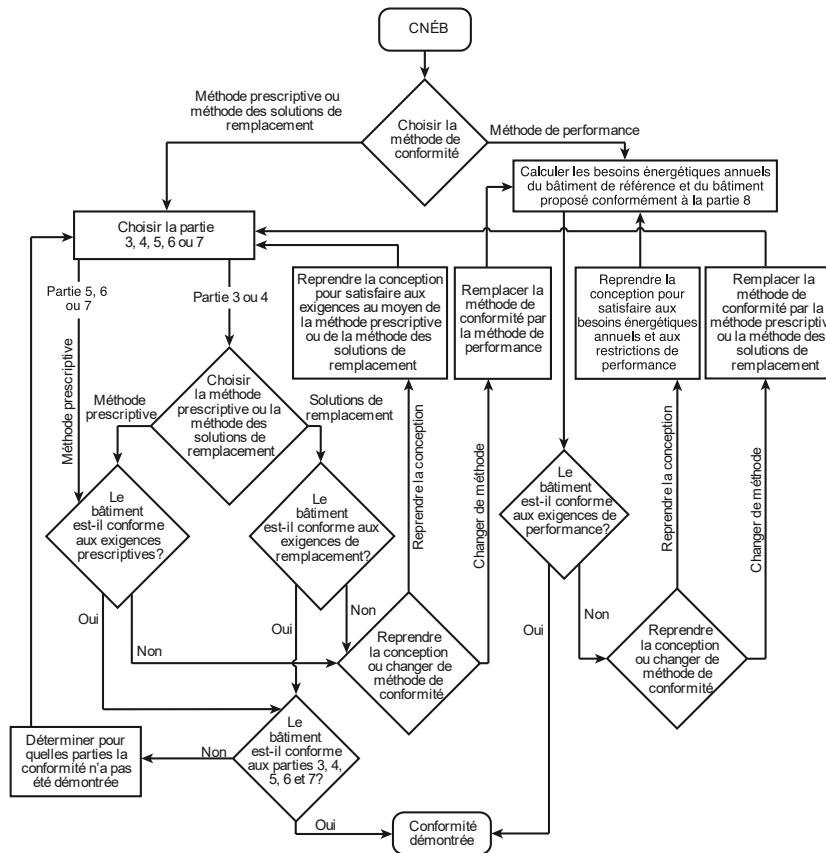 CNÉB
Méthode prescriptive ou
méthode des solutions de
remplacement
Choisir la
méthode de
conformité
Méthode de performance
Calculer les besoins énergétiques annuels
du bâtiment de référence et du bâtiment
proposé conformément à la partie 8
Choisir la partie
3, 4, 5, 6 ou 7
Partie 5, 6
ou 7
Partie 3 ou 4
Reprendre la conception
pour satisfaire aux
exigences au moyen de
la méthode prescriptive
ou de la méthode des
solutions de
remplacement
Remplacer la
méthode de
conformité par
la méthode de
performance
Reprendre la
conception pour
satisfaire aux
besoins énergétiques
annuels et aux
restrictions de
performance
Remplacer la
méthode de
conformité par la
méthode prescriptive
ou la méthode des
solutions de
remplacement
Méthode prescriptive
Méthode
prescriptive
Choisir
la méthode
prescriptive ou la
méthode des
solutions de
remplacement
Solutions de
remplacement
Reprendre la conception
Changer de méthode
Reprendre la conception
Changer de méthode
Le
bâtiment
est-il conforme
aux exigences
prescriptives?
Le
bâtiment
est-il conforme aux
exigences de
remplacement?
Le
bâtiment
est-il conforme
aux exigences de
performance?
Oui
Non
Oui
Non
Reprendre
la conception
ou changer de
méthode de
conformité
Oui
Non
Reprendre
la conception
ou changer de
méthode de
conformité
Déterminer pour
quelles parties la
conformité n'a pas
été démontrée
Non
Le
bâtiment
est-il conforme
aux parties 3, 4,
5, 6 et 7?
Oui
Conformité
démontrée